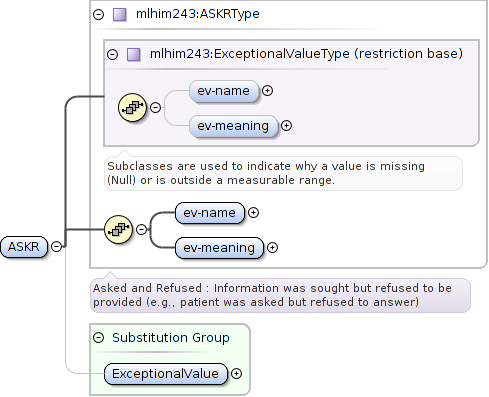 mlhim243:ASKRType
mlhim243:ExceptionalValueType (restriction base)
ev-name
ev-meaning
Subclasses are used to indicate why a value is missing
(Null) or is outside a measurable range.
ev-name
ASKR
ev-meaning
Asked and Refused : Information was sought but refused to be
provided (e.g., patient was asked but refused to answer)
Substitution Group
ExceptionalValue